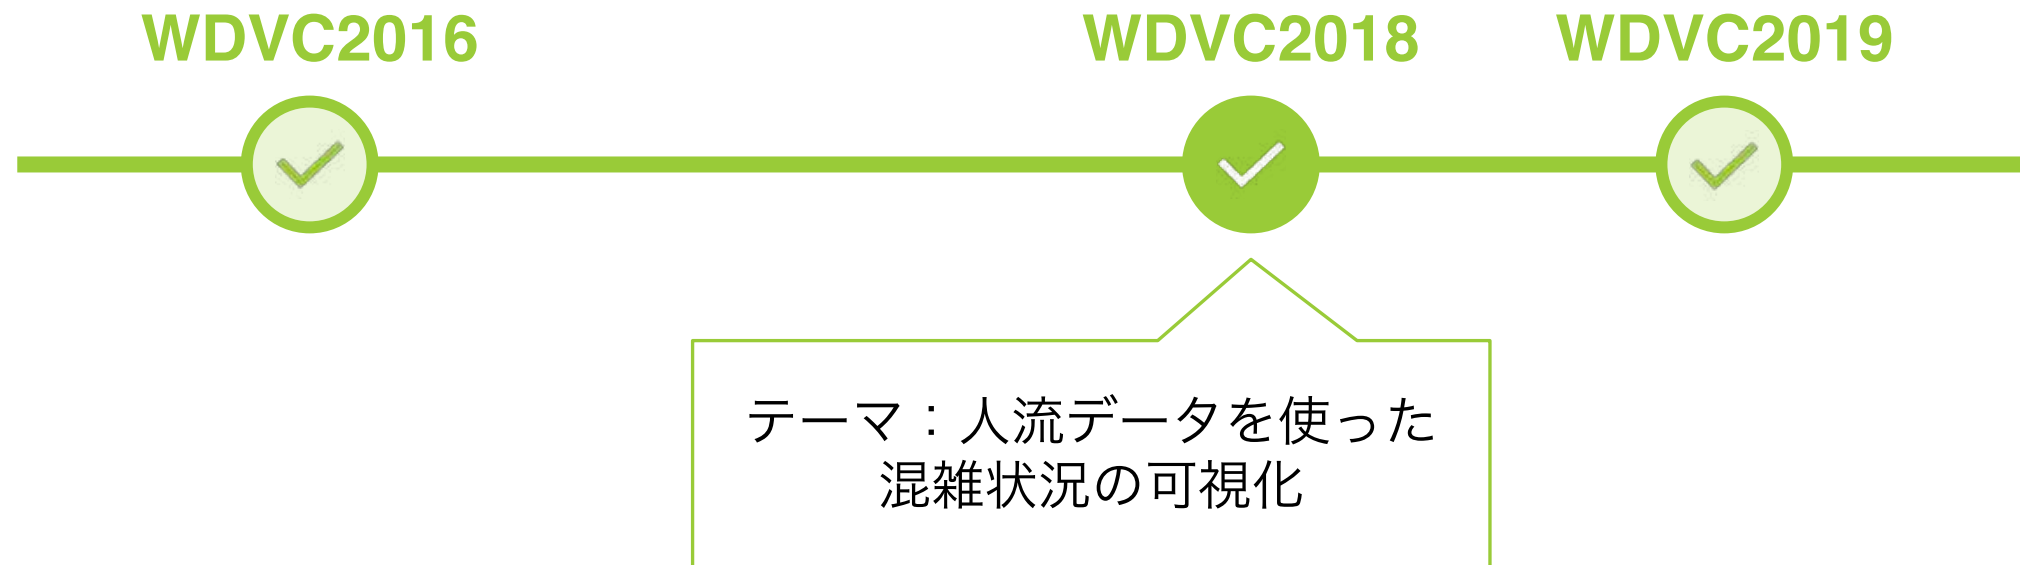 WDVC2016 WDVC2018 WDVC2019
テーマ：人流データを使った
混雑状況の可視化